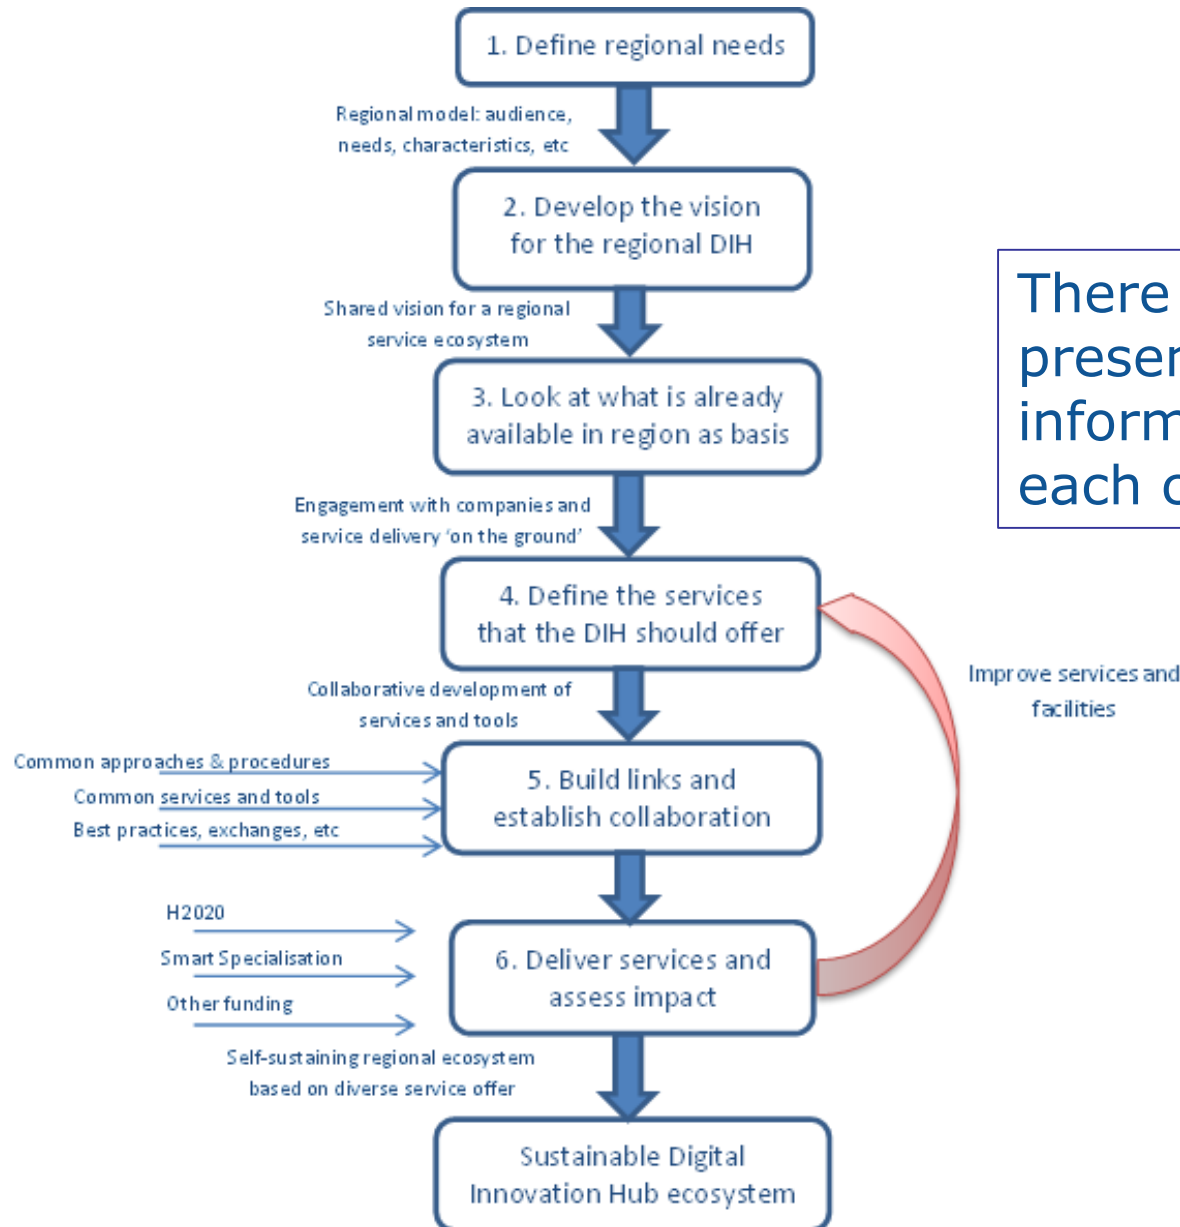 1. Define regional needs
Regional model: audience,
needs, characteristics, etc
2. Develop the vision
for the regional DIH
Shared vision for a regional
service ecosystem
3. Look at what is already
available in region as basis
Engagement with companies and
service delivery ‘on the ground’
4. Define the services
that the DIH should offer
Collaborative development of
services and tools
Common approaches & procedures
Common services and tools
Best practices, exchanges, etc
5. Build links and
establish collaboration
H2020
Smart Specialisation
Other funding
6. Deliver services and
assess impact
Self-sustaining regional ecosystem
based on diverse service offer
Sustainable Digital
Innovation Hub ecosystem
Improve services and
facilities
There
each